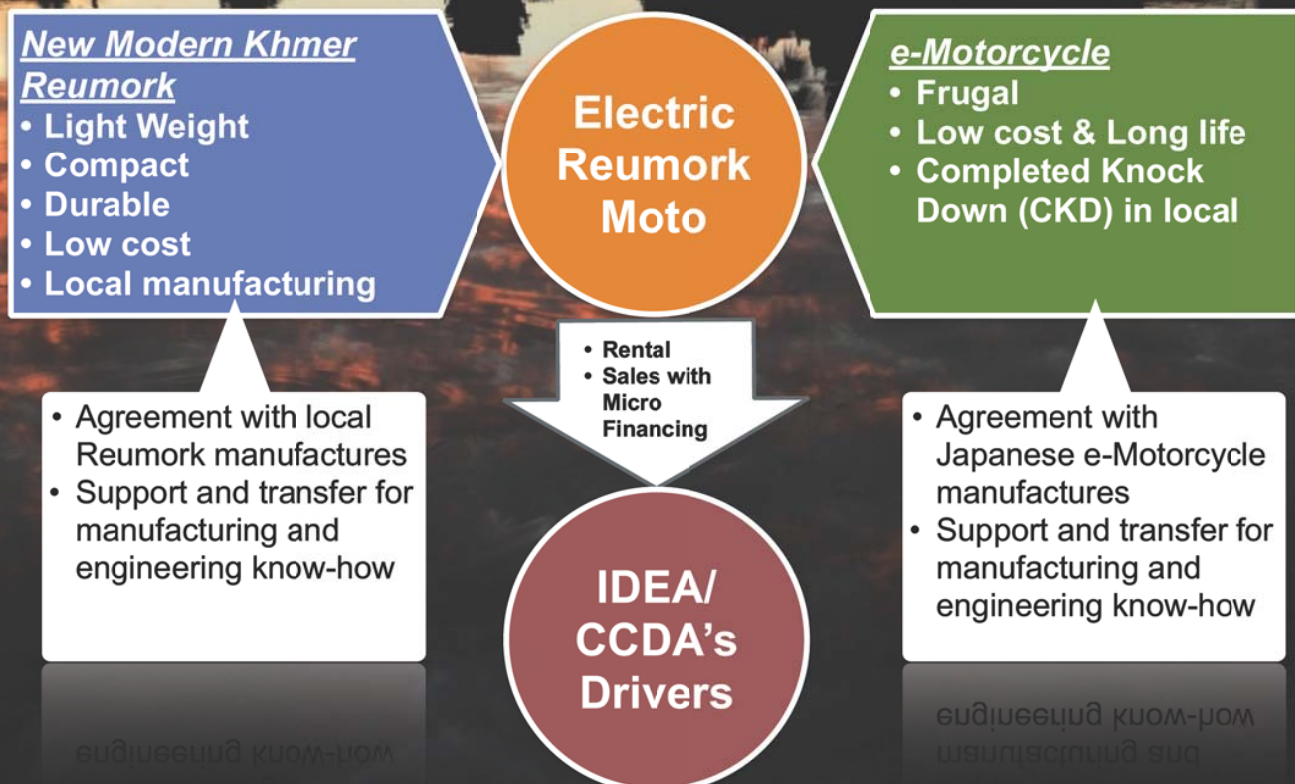 New Modern Khmer
Reumork
• Light Weight
• Compact
• Durable
• Low cost
• Local manufacturing
Electric
Reumork
Moto
e-Motorcycle
• Frugal
• Low cost & Long life
• Completed Knock
Down (CKD) in local
• Rental
• Sales with
Micro
Financing
• Agreement with local
Reumork manufactures
• Support and transfer for
manufacturing and
engineering know-how
• Agreement with
Japanese e-Motorcycle
manufactures
• Support and transfer for
manufacturing and
engineering know-how
IDEA/
CCDA's
Drivers